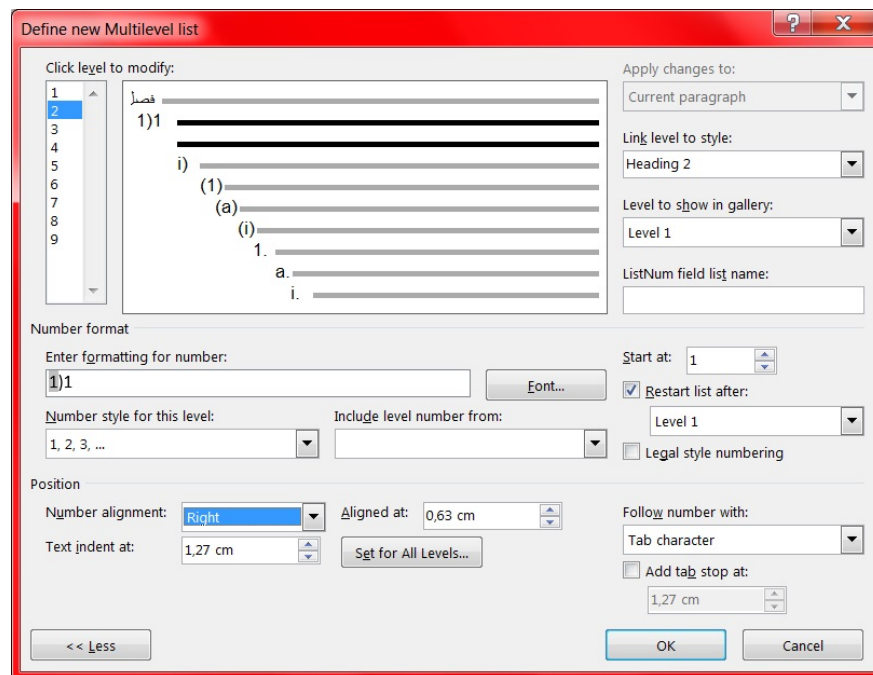 Define new Multilevel list
Click level to modify:
1
2
3
4
5
6
7
8
9
فصل
1)1
i)
(1)
(a)
(i)
1.
a.
i.
Apply changes to:
Current paragraph
Link level to style:
Heading 2
Level to show in gallery:
Level 1
ListNum field list name:
Number format
Enter formatting for number:
1)1
Font...
Number style for this level:
1, 2, 3, ...
Include level number from:
Start at: 1
Restart list after:
Level 1
Legal style numbering
Position
Number alignment: Right
Aligned at: 0,63 cm
Text indent at: 1,27 cm
Set for All Levels...
Follow number with:
Tab character
Add tab stop at:
1,27 cm
<< Less
OK
Cancel